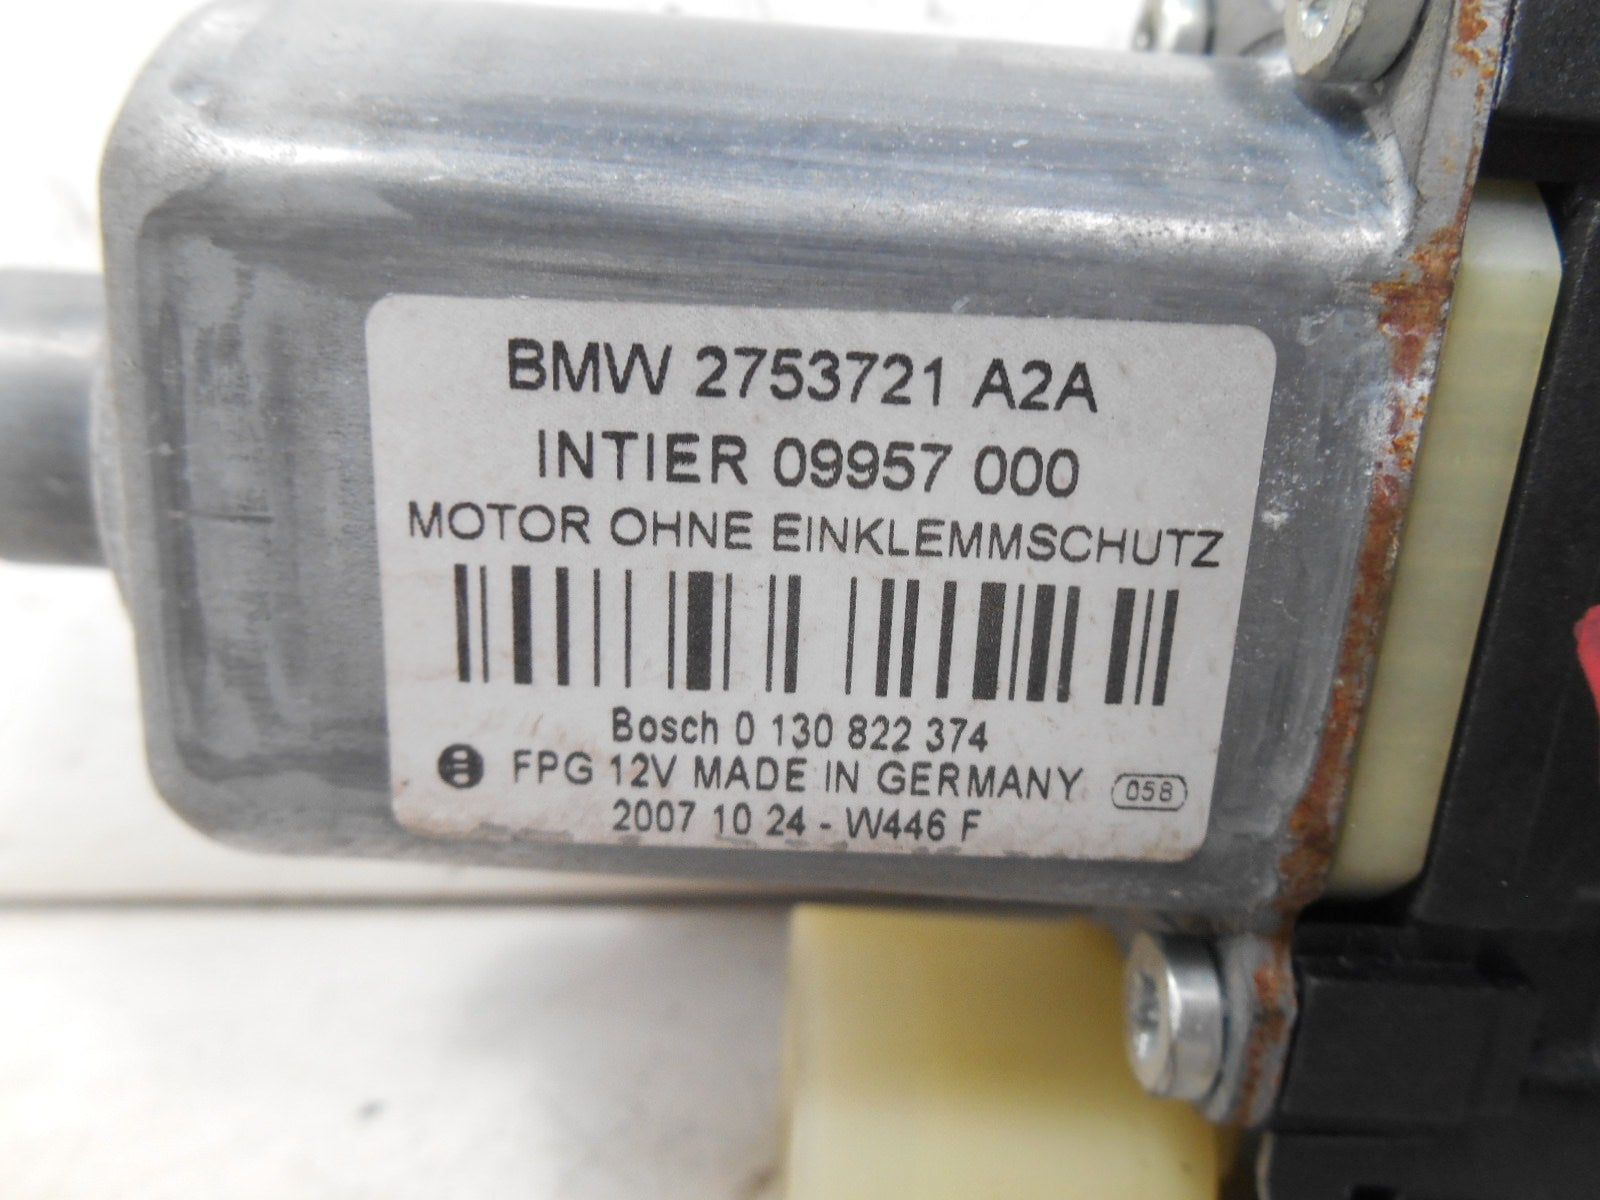 BMW 2753721 A2A
INTIER 09957 000
MOTOR OHNE EINKLEMMSCHUTZ
Bosch 0 130 822 374
FPG 12V MADE IN GERMANY 058
2007 10 24 - W446 F